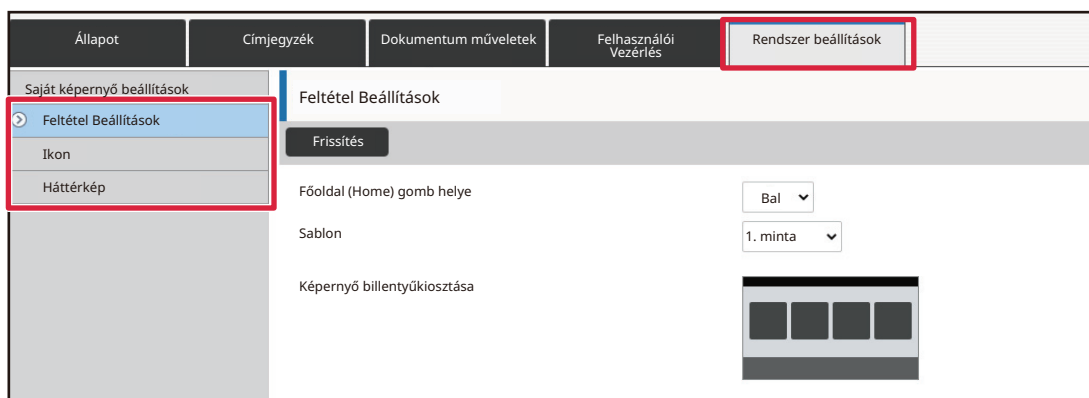 Állapot
Címjegyzék
Dokumentum műveletek
Felhasználói
Vezérlés
Rendszer beállítások
Saját képernyő beállítások
Feltétel Beállítások
Ikon
Háttérkép
Feltétel Beállítások
Frissítés
Főoldal (Home) gomb helye
Bal
Sablon
1. minta
Képernyő billentyűkiosztása